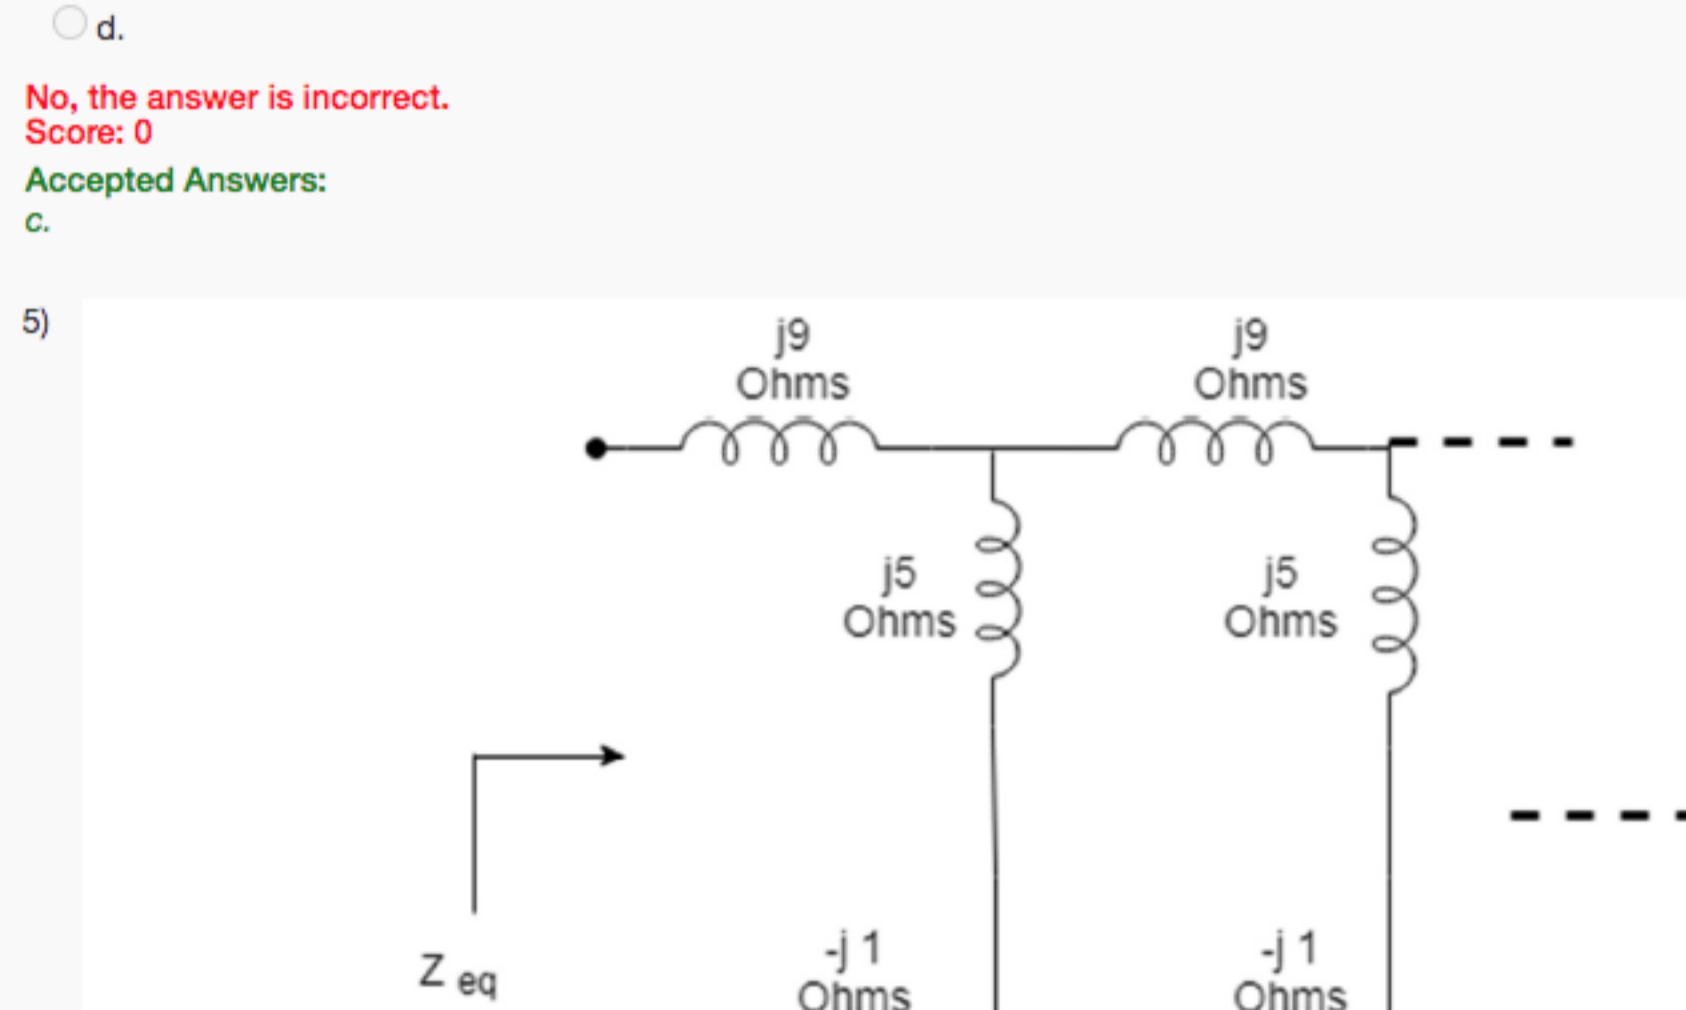 d.
No, the answer is incorrect.
Score: 0
Accepted Answers:
c.
5)
j9
Ohms
j9
Ohms
j5
Ohms
j5
Ohms
Z eq
-j 1
Ohms
-j 1
Ohms